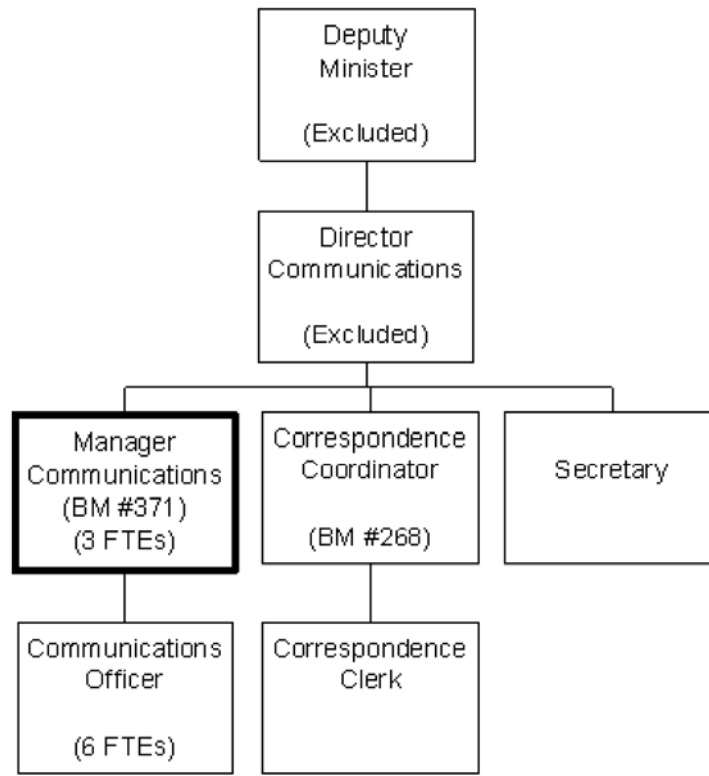 Deputy
Minister
(Excluded)
Director
Communications
(Excluded)
Manager
Communications
(BM #371)
(3 FTEs)
Correspondence
Coordinator
(BM #268)
Secretary
Communications
Officer
(6 FTEs)
Correspondence
Clerk